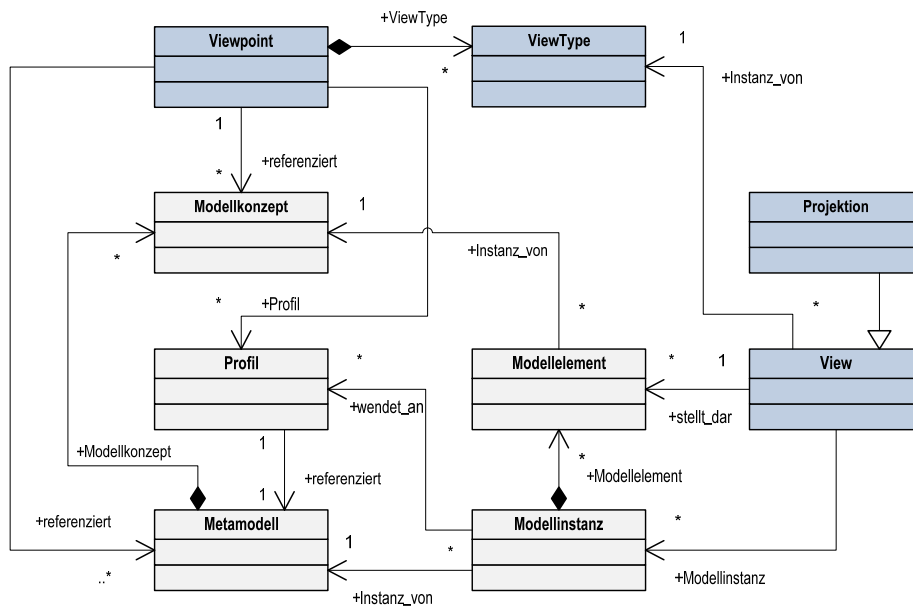 +ViewType
Viewpoint
ViewType
1
*
+Instanz_von
1
+referenziert
*
Modellkonzept
1
Projektion
*
+Instanz_von
*
+Profil
*
*
Profil
*
Modellelement
*
1
View
+wendet_an
+stellt_dar
1
+Modellkonzept
*
+Modellelement
+referenziert
1
Metamodell
Modellinstanz
*
+referenziert
1
*
..*
+Modellinstanz
+Instanz_von